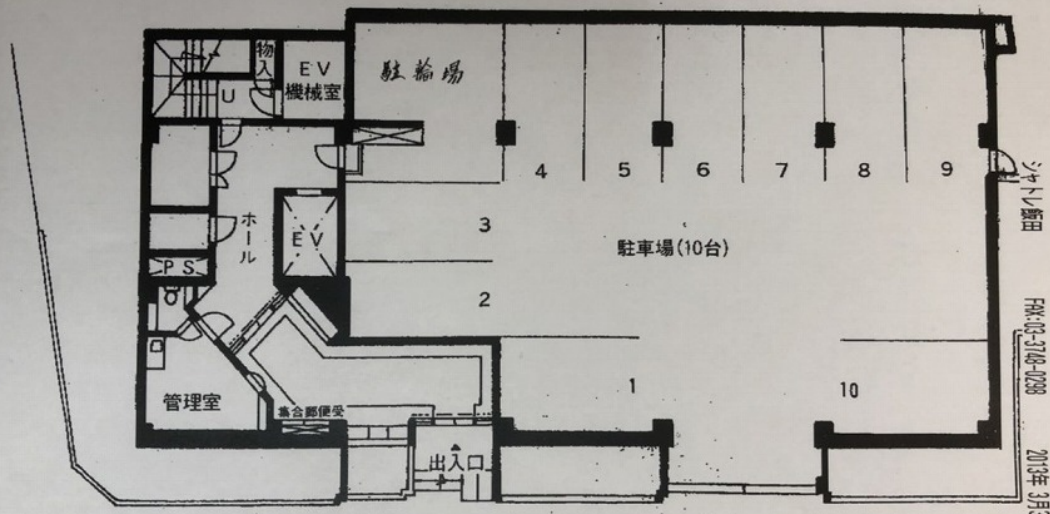 物入
EV
機械室
駐輪場
U
4
5
6
7
8
9
ホール
EV
3
駐車場(10台)
PS
2
1
10
管理室
集合郵便受
出入口
シャトレ飯田
FAX:03-3748-0298
2013年 3月